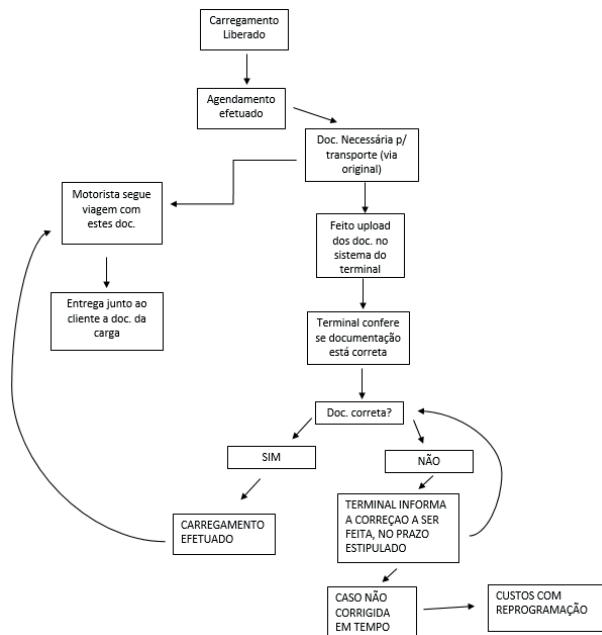 Carregamento
Liberado
Agendamento
efetuado
Doc. Necessária p/
transporte (via
original)
Motorista segue
viagem com
estes doc.
Feito upload
dos doc. no
sistema do
terminal
Entrega junto ao
cliente a doc. da
carga
Terminal confere
se documentação
está correta
Doc. correta?
SIM
NÃO
CARREGAMENTO
EFETUADO
TERMINAL INFORMA
A CORREÇAO A SER
FEITA, NO PRAZO
ESTIPULADO
CASO NÃO
CORRIGIDA
EM TEMPO
CUSTOS COM
REPROGRAMAÇÃO